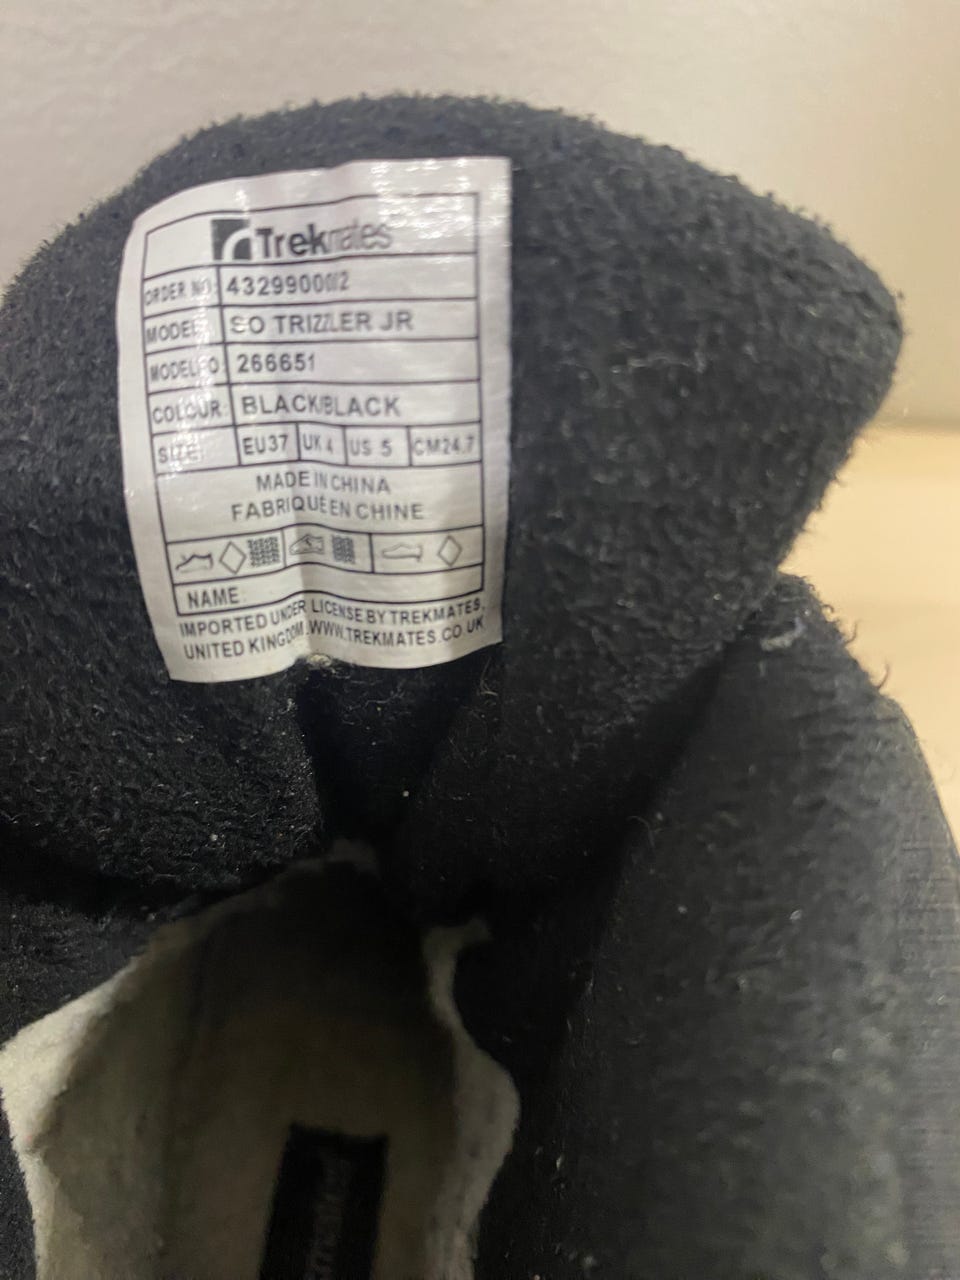 Trekmates
ORDER NO: 4329900012
MODEL: SO TRIZZLER JR
MODEL NO: 266651
COLOUR: BLACK/BLACK
SIZE: EU37 UK 4 US 5 CM24.7
MADE IN CHINA
FABRIQUÉ EN CHINE
NAME:
IMPORTED UNDER LICENSE BY TREKMATES,
UNITED KINGDOM. WWW.TREKMATES.CO UK